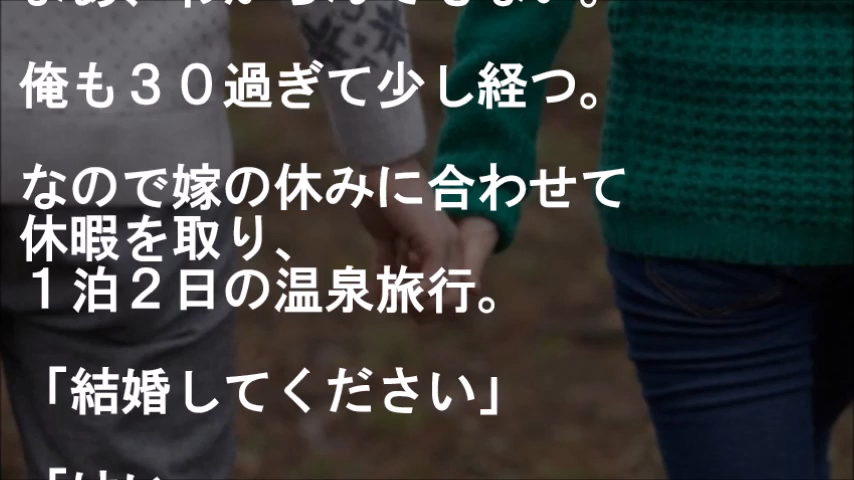 俺も３０過ぎて少し経つ。
なので嫁の休みに合わせて
休暇を取り、
１泊２日の温泉旅行。
「結婚してください」
「はい